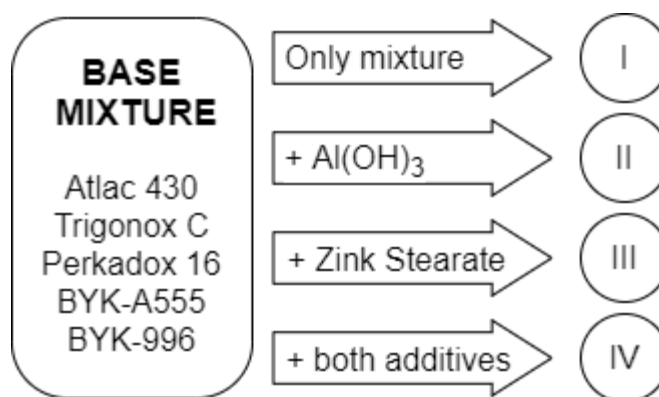 BASE
MIXTURE
Atlac 430
Trigonox C
Perkadox 16
BYK-A555
BYK-996
Only mixture
I
+ Al(OH)₃
II
+ Zink Stearate
III
+ both additives
IV